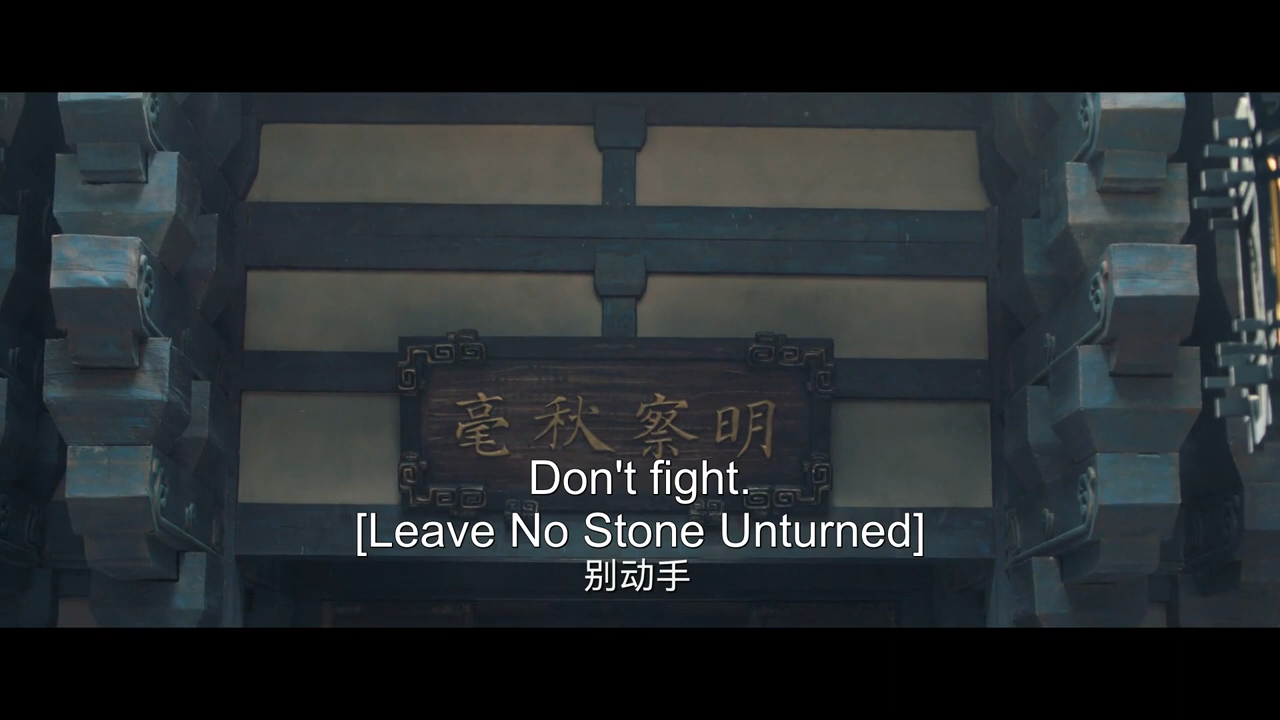 明察秋毫
Don't fight.
[Leave No Stone Unturned]
别动手